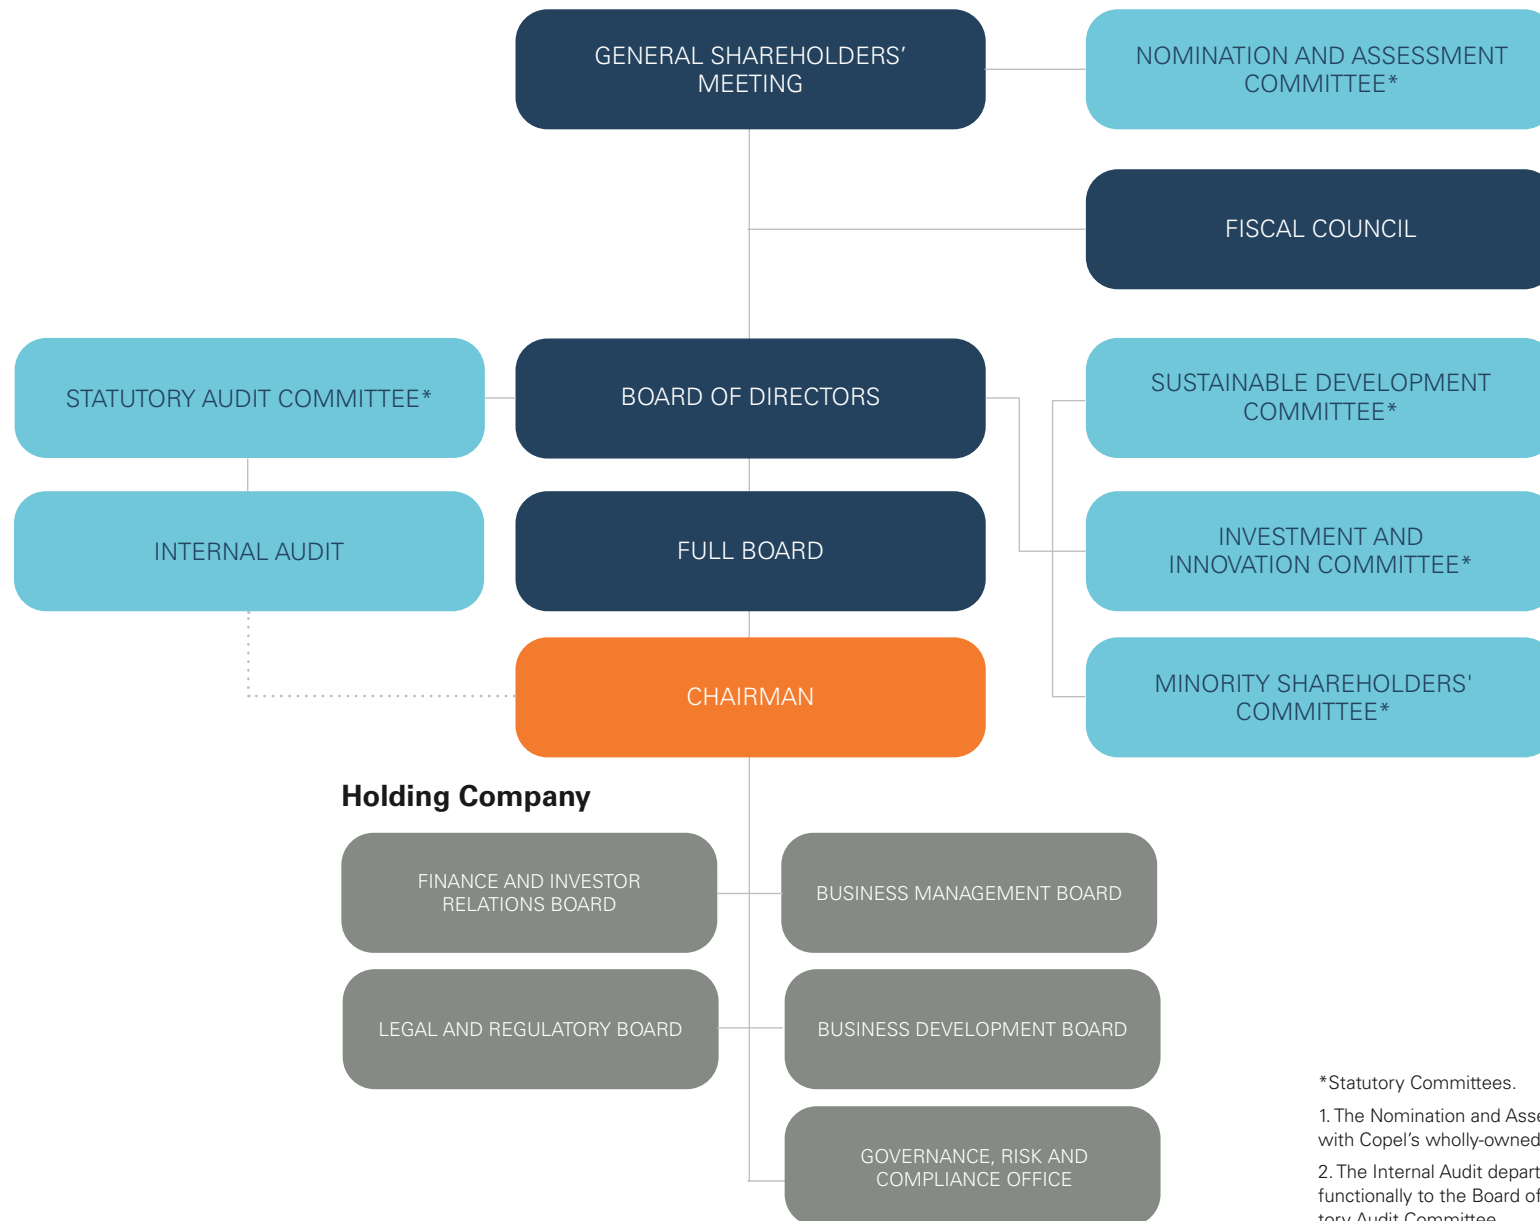 GENERAL SHAREHOLDERS'
MEETING
NOMINATION AND ASSESSMENT
COMMITTEE*
FISCAL COUNCIL
STATUTORY AUDIT COMMITTEE*
BOARD OF DIRECTORS
SUSTAINABLE DEVELOPMENT
COMMITTEE*
INTERNAL AUDIT
FULL BOARD
INVESTMENT AND
INNOVATION COMMITTEE*
CHAIRMAN
MINORITY SHAREHOLDERS'
COMMITTEE*
Holding Company
FINANCE AND INVESTOR
RELATIONS BOARD
BUSINESS MANAGEMENT BOARD
LEGAL AND REGULATORY BOARD
BUSINESS DEVELOPMENT BOARD
GOVERNANCE, RISK AND
COMPLIANCE OFFICE
*Statutory Committees.
1. The Nomination and
with Copel's wholly-owned
2. The Internal Audit
functionally to the Board of
tory Audit Committee